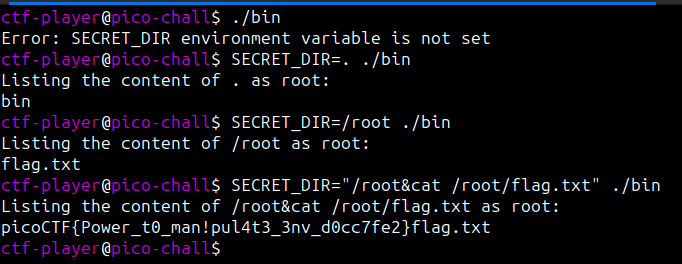 ctf-player@pico-chall$ ./bin
Error: SECRET_DIR environment variable is not set
ctf-player@pico-chall$ SECRET_DIR=. ./bin
Listing the content of . as root:
bin
ctf-player@pico-chall$ SECRET_DIR=/root ./bin
Listing the content of /root as root:
flag.txt
ctf-player@pico-chall$ SECRET_DIR="/root&cat /root/flag.txt" ./bin
Listing the content of /root&cat /root/flag.txt as root:
picoCTF{Power_t0_man!pul4t3_3nv_d0cc7fe2}flag.txt
ctf-player@pico-chall$